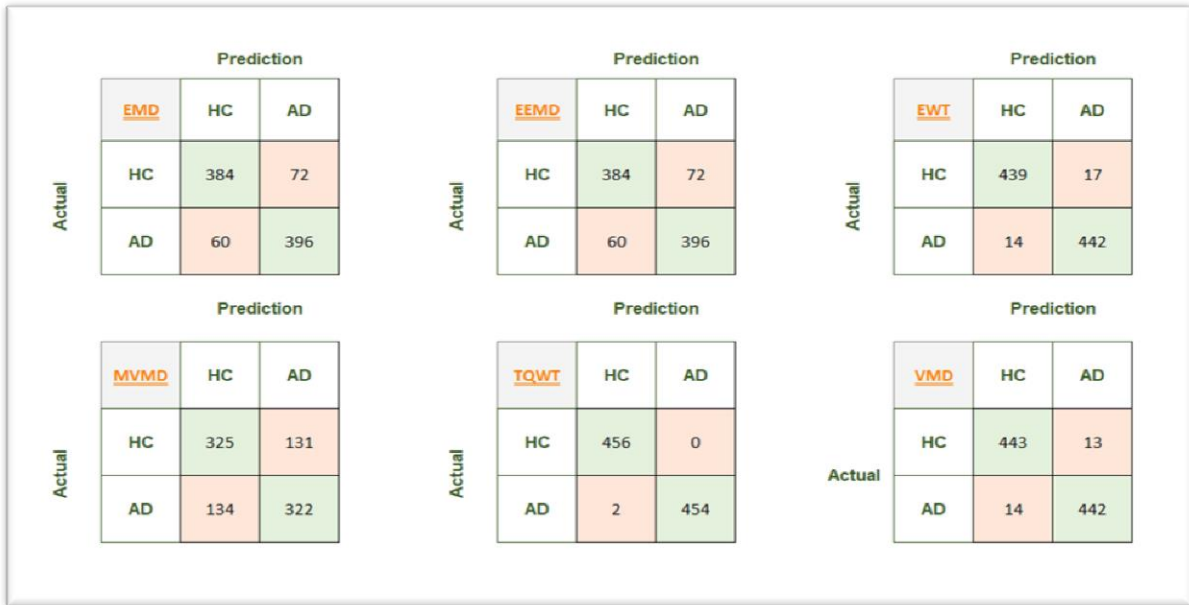 Prediction Prediction Prediction
EMD HC AD EEMD HC AD EWT HC AD
Actual HC 384 72 Actual HC 384 72 Actual HC 439 17
AD 60 396 AD 60 396 AD 14 442
Prediction Prediction Prediction
MVMD HC AD TQWT HC AD VMD HC AD
Actual HC 325 131 Actual HC 456 0 Actual HC 443 13
AD 134 322 AD 2 454 AD 14 442